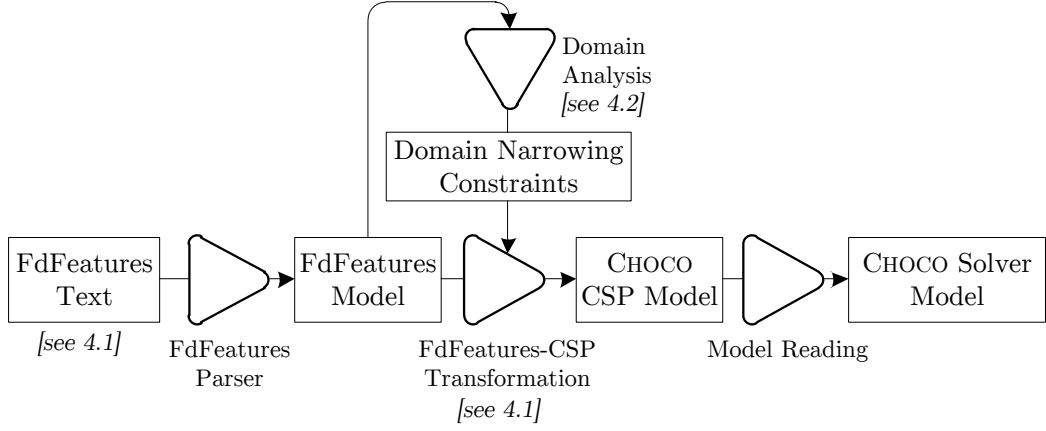 Domain
Analysis
[see 4.2]
Domain Narrowing
Constraints
FdFeatures
Text
[see 4.1]
FdFeatures
Parser
FdFeatures
Model
FdFeatures-CSP
Transformation
[see 4.1]
CHOCO
CSP Model
Model Reading
CHOCO Solver
Model